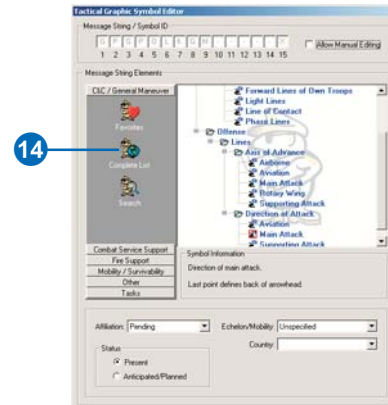 Tactical Graphic Symbol Editor
Message String / Symbol ID
Allow Manual Editing
1 2 3 4 5 6 7 8 9 10 11 12 13 14 15
Message String Elements
C&C / General Maneuver
Favorites
Complete List
Search
14
Forward Lines of Own Troops
Light Lines
Line of Contact
Phase Lines
Offense
Lines
Axis of Advance
Airborne
Aviation
Main Attack
Rotary Wing
Supporting Attack
Direction of Attack
Aviation
Main Attack
Supporting Attack
Combat Service Support
Fire Support
Mobility / Survivability
Other
Tasks
Symbol Information
Direction of main attack.
Last point defines back of arrowhead.
Affiliation: Pending
Echelon/Mobility: Unspecified
Status
Present
Anticipated/Planned
Country: